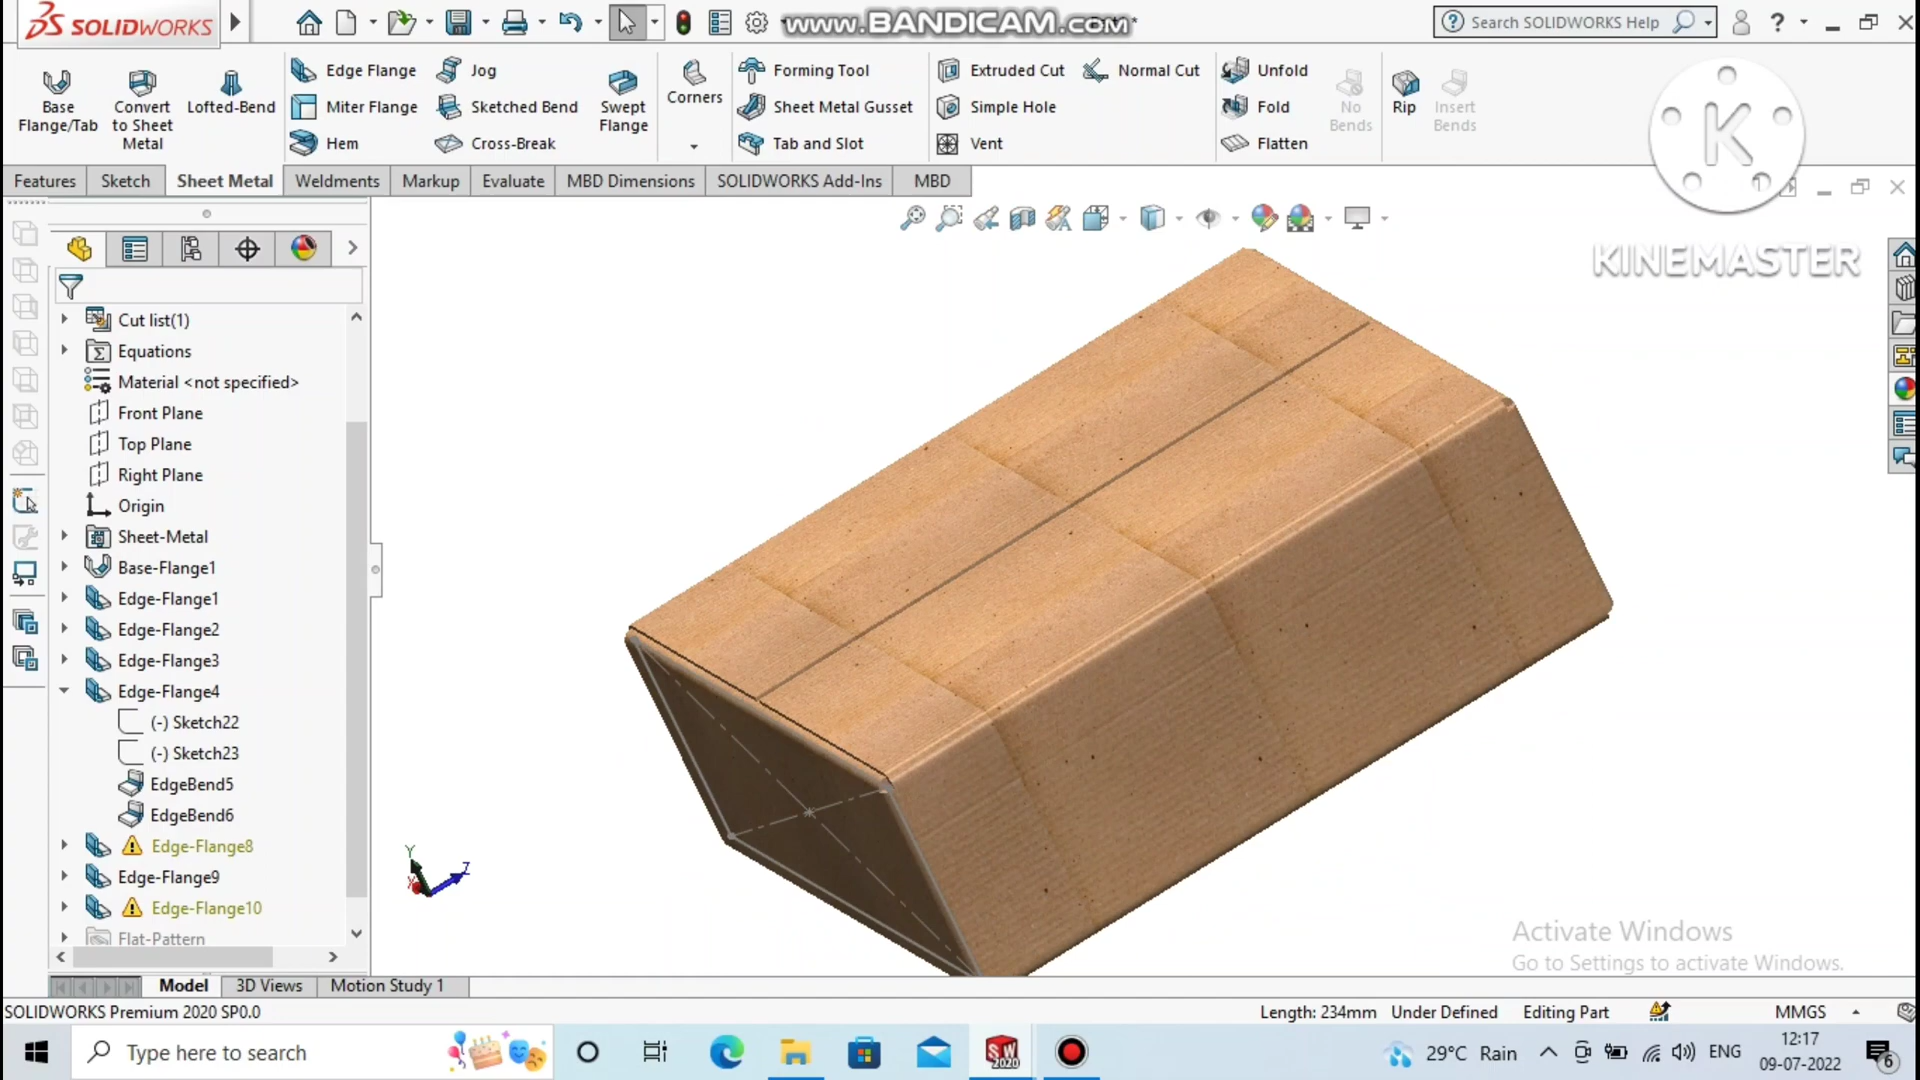 SOLIDWORKS
www.BANDICAM.com
*
Search SOLIDWORKS Help
?
Base Flange/Tab
Convert to Sheet Metal
Lofted-Bend
Edge Flange
Miter Flange
Hem
Jog
Sketched Bend
Cross-Break
Swept Flange
Corners
Forming Tool
Sheet Metal Gusset
Tab and Slot
Extruded Cut
Simple Hole
Vent
Normal Cut
Unfold
Fold
Flatten
No Bends
Rip
Insert Bends
K
KINEMASTER
Features
Sketch
Sheet Metal
Weldments
Markup
Evaluate
MBD Dimensions
SOLIDWORKS Add-Ins
MBD
Cut list(1)
Equations
Material <not specified>
Front Plane
Top Plane
Right Plane
Origin
Sheet-Metal
Base-Flange1
Edge-Flange1
Edge-Flange2
Edge-Flange3
Edge-Flange4
(-) Sketch22
(-) Sketch23
EdgeBend5
EdgeBend6
Edge-Flange8
Edge-Flange9
Edge-Flange10
Flat-Pattern
Y
Z
X
Activate Windows
Go to Settings to activate Windows.
Model
3D Views
Motion Study 1
SOLIDWORKS Premium 2020 SP0.0
Length: 234mm
Under Defined
Editing Part
MMGS
Type here to search
SW
2020
29°C Rain
ENG
12:17
09-07-2022
6